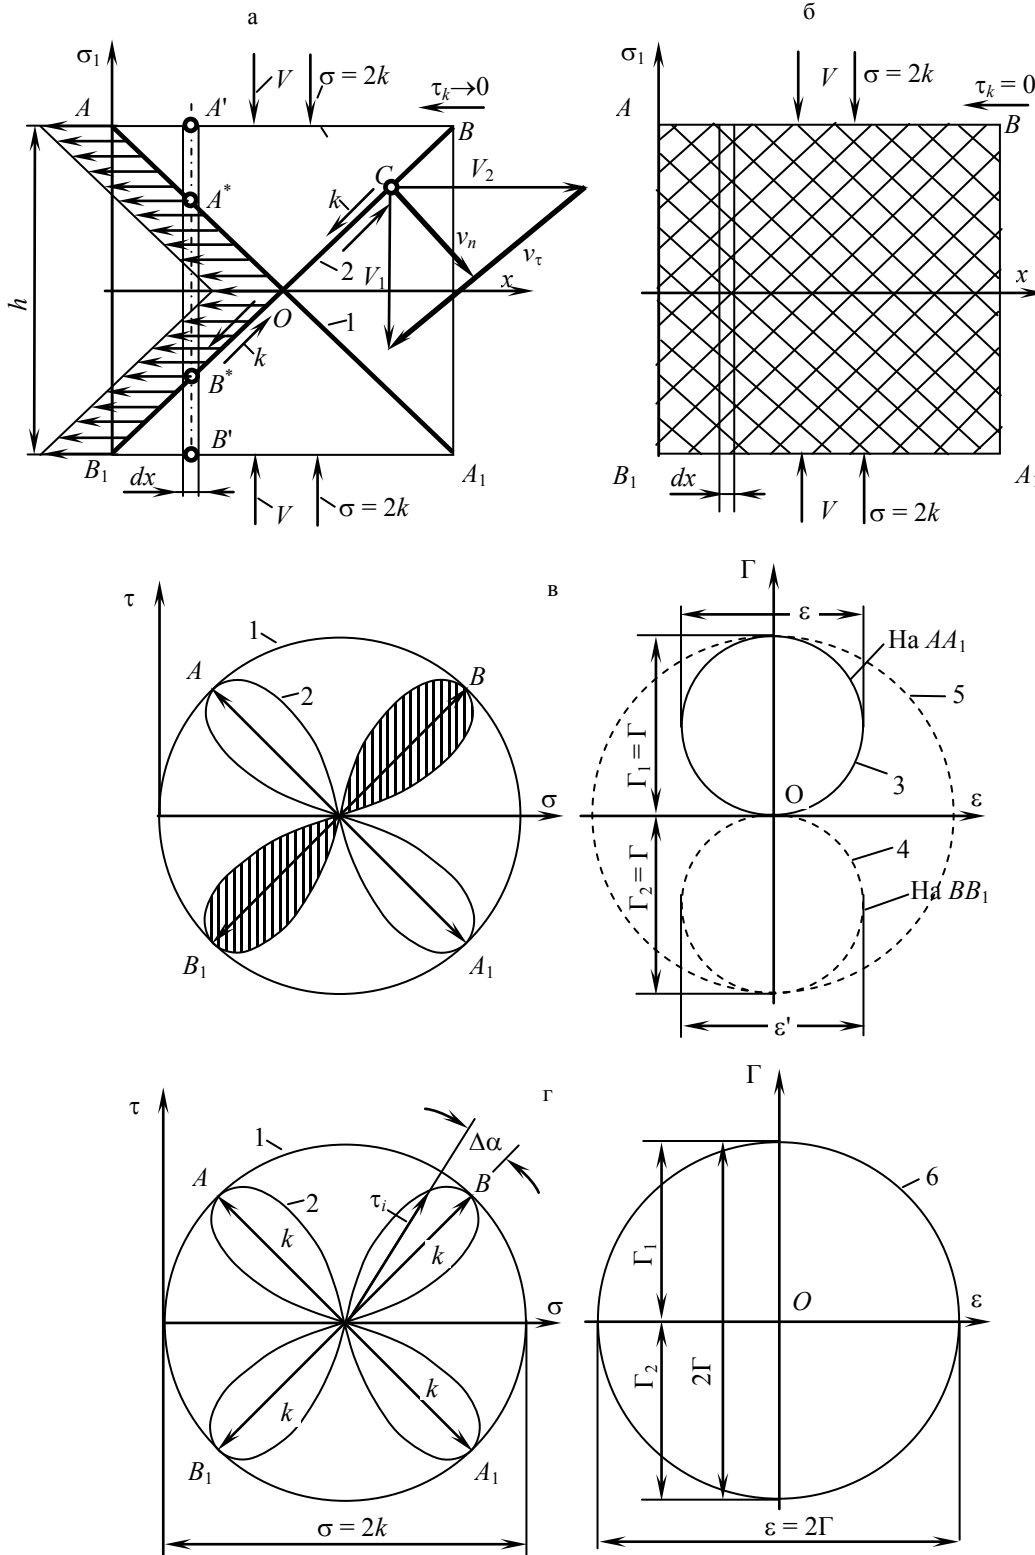 а
б
σ₁
V
σ = 2k
τₖ→0
A
A'
B
A*
C
V₂
k
vₙ
v_τ
2
V₁
x
h
O
1
k
B*
B'
B₁
A₁
dx
V
σ = 2k
σ₁
V
σ = 2k
τₖ = 0
A
B
x
B₁
dx
A₁
V
σ = 2k
в
τ
1
A
2
B
σ
B₁
A₁
Γ
ε
На AA₁
5
Γ₁ = Γ
3
O
ε
4
Γ₂ = Γ
На BB₁
ε'
г
τ
1
Δα
A
2
B
τᵢ
k
k
σ
k
k
B₁
A₁
σ = 2k
Γ
6
Γ₁
O
ε
Γ₂
2Γ
ε = 2Γ